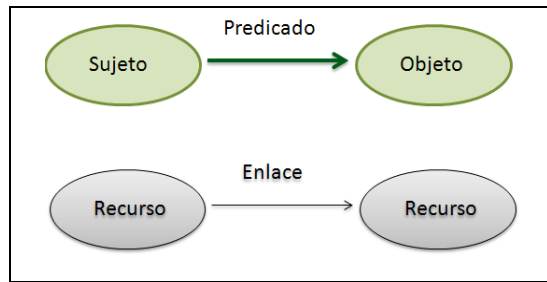 Predicado
Sujeto
Objeto
Enlace
Recurso
Recurso